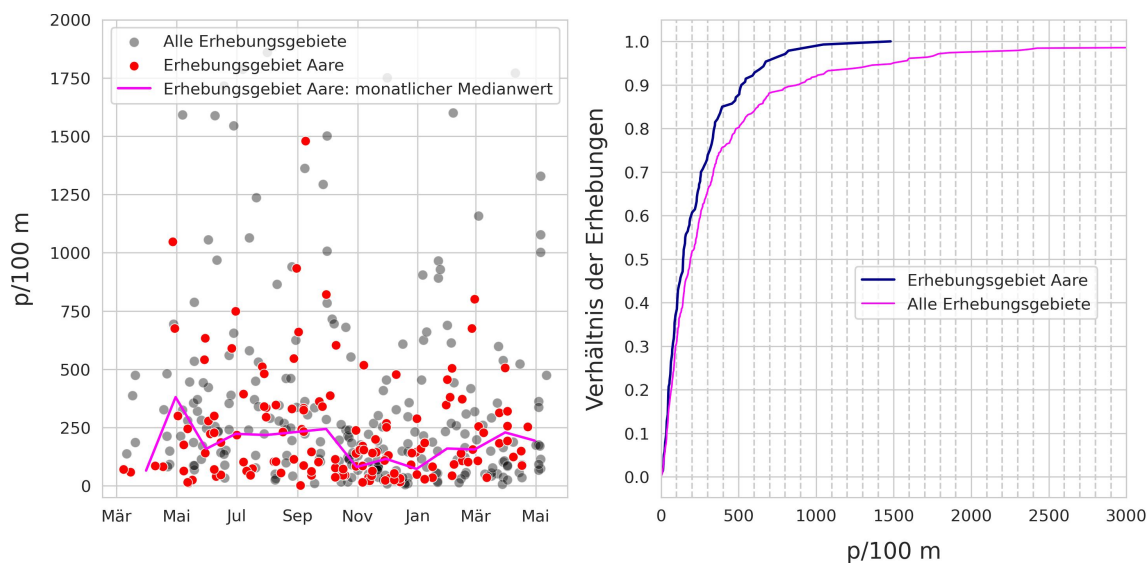 2000
1750
1500
1250
1000
750
500
250
0
p/100 m
Alle Erhebungsgebiete
Erhebungsgebiet Aare
Erhebungsgebiet Aare: monatlicher Medianwert
Mär
Mai
Jul
Sep
Nov
Jan
Mär
Mai
1.0
0.9
0.8
0.7
0.6
0.5
0.4
0.3
0.2
0.1
0.0
Verhältnis der Erhebungen
Erhebungsgebiet Aare
Alle Erhebungsgebiete
0
500
1000
1500
2000
2500
3000
p/100 m